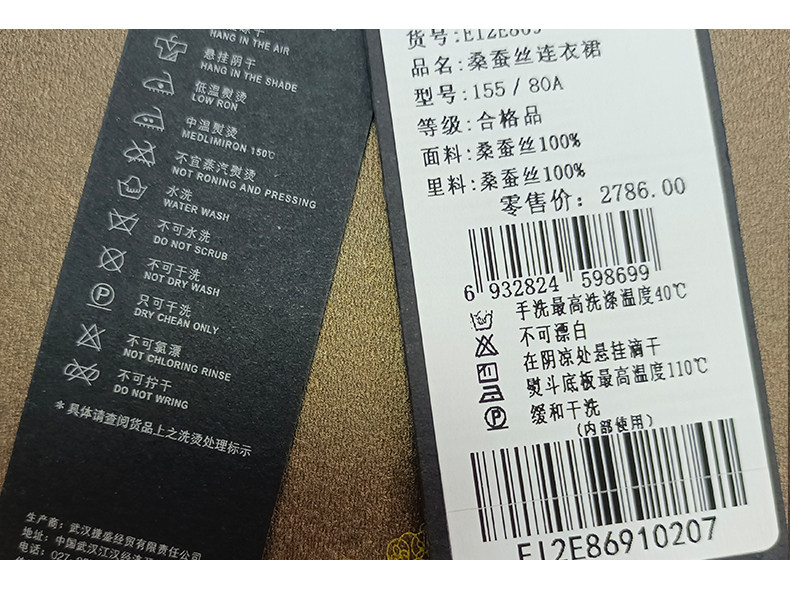 HANG IN THE AIR
悬挂阴干
HANG IN THE SHADE
低温熨烫
LOW RON
中温熨烫
MEDLIMIRON 150℃
不宜蒸汽熨烫
NOT RONING AND PRESSING
水洗
WATER WASH
不可水洗
DO NOT SCRUB
不可干洗
NOT DRY WASH
只可干洗
DRY CHEAN ONLY
不可氯漂
NOT CHLORING RINSE
不可拧干
DO NOT WRING
*具体请查阅货品上之洗烫处理标示
生产商:武汉捷盛经贸有限责任公司
地址:中国武汉江汉经济
电话:027
货号:E12E869
品名:桑蚕丝连衣裙
型号:155/80A
等级:合格品
面料:桑蚕丝100%
里料:桑蚕丝100%
零售价:2786.00
6 932824 598699
手洗最高洗涤温度40℃
不可漂白
在阴凉处悬挂滴干
熨斗底板最高温度110℃
缓和干洗
(内部使用)
E12E86910207